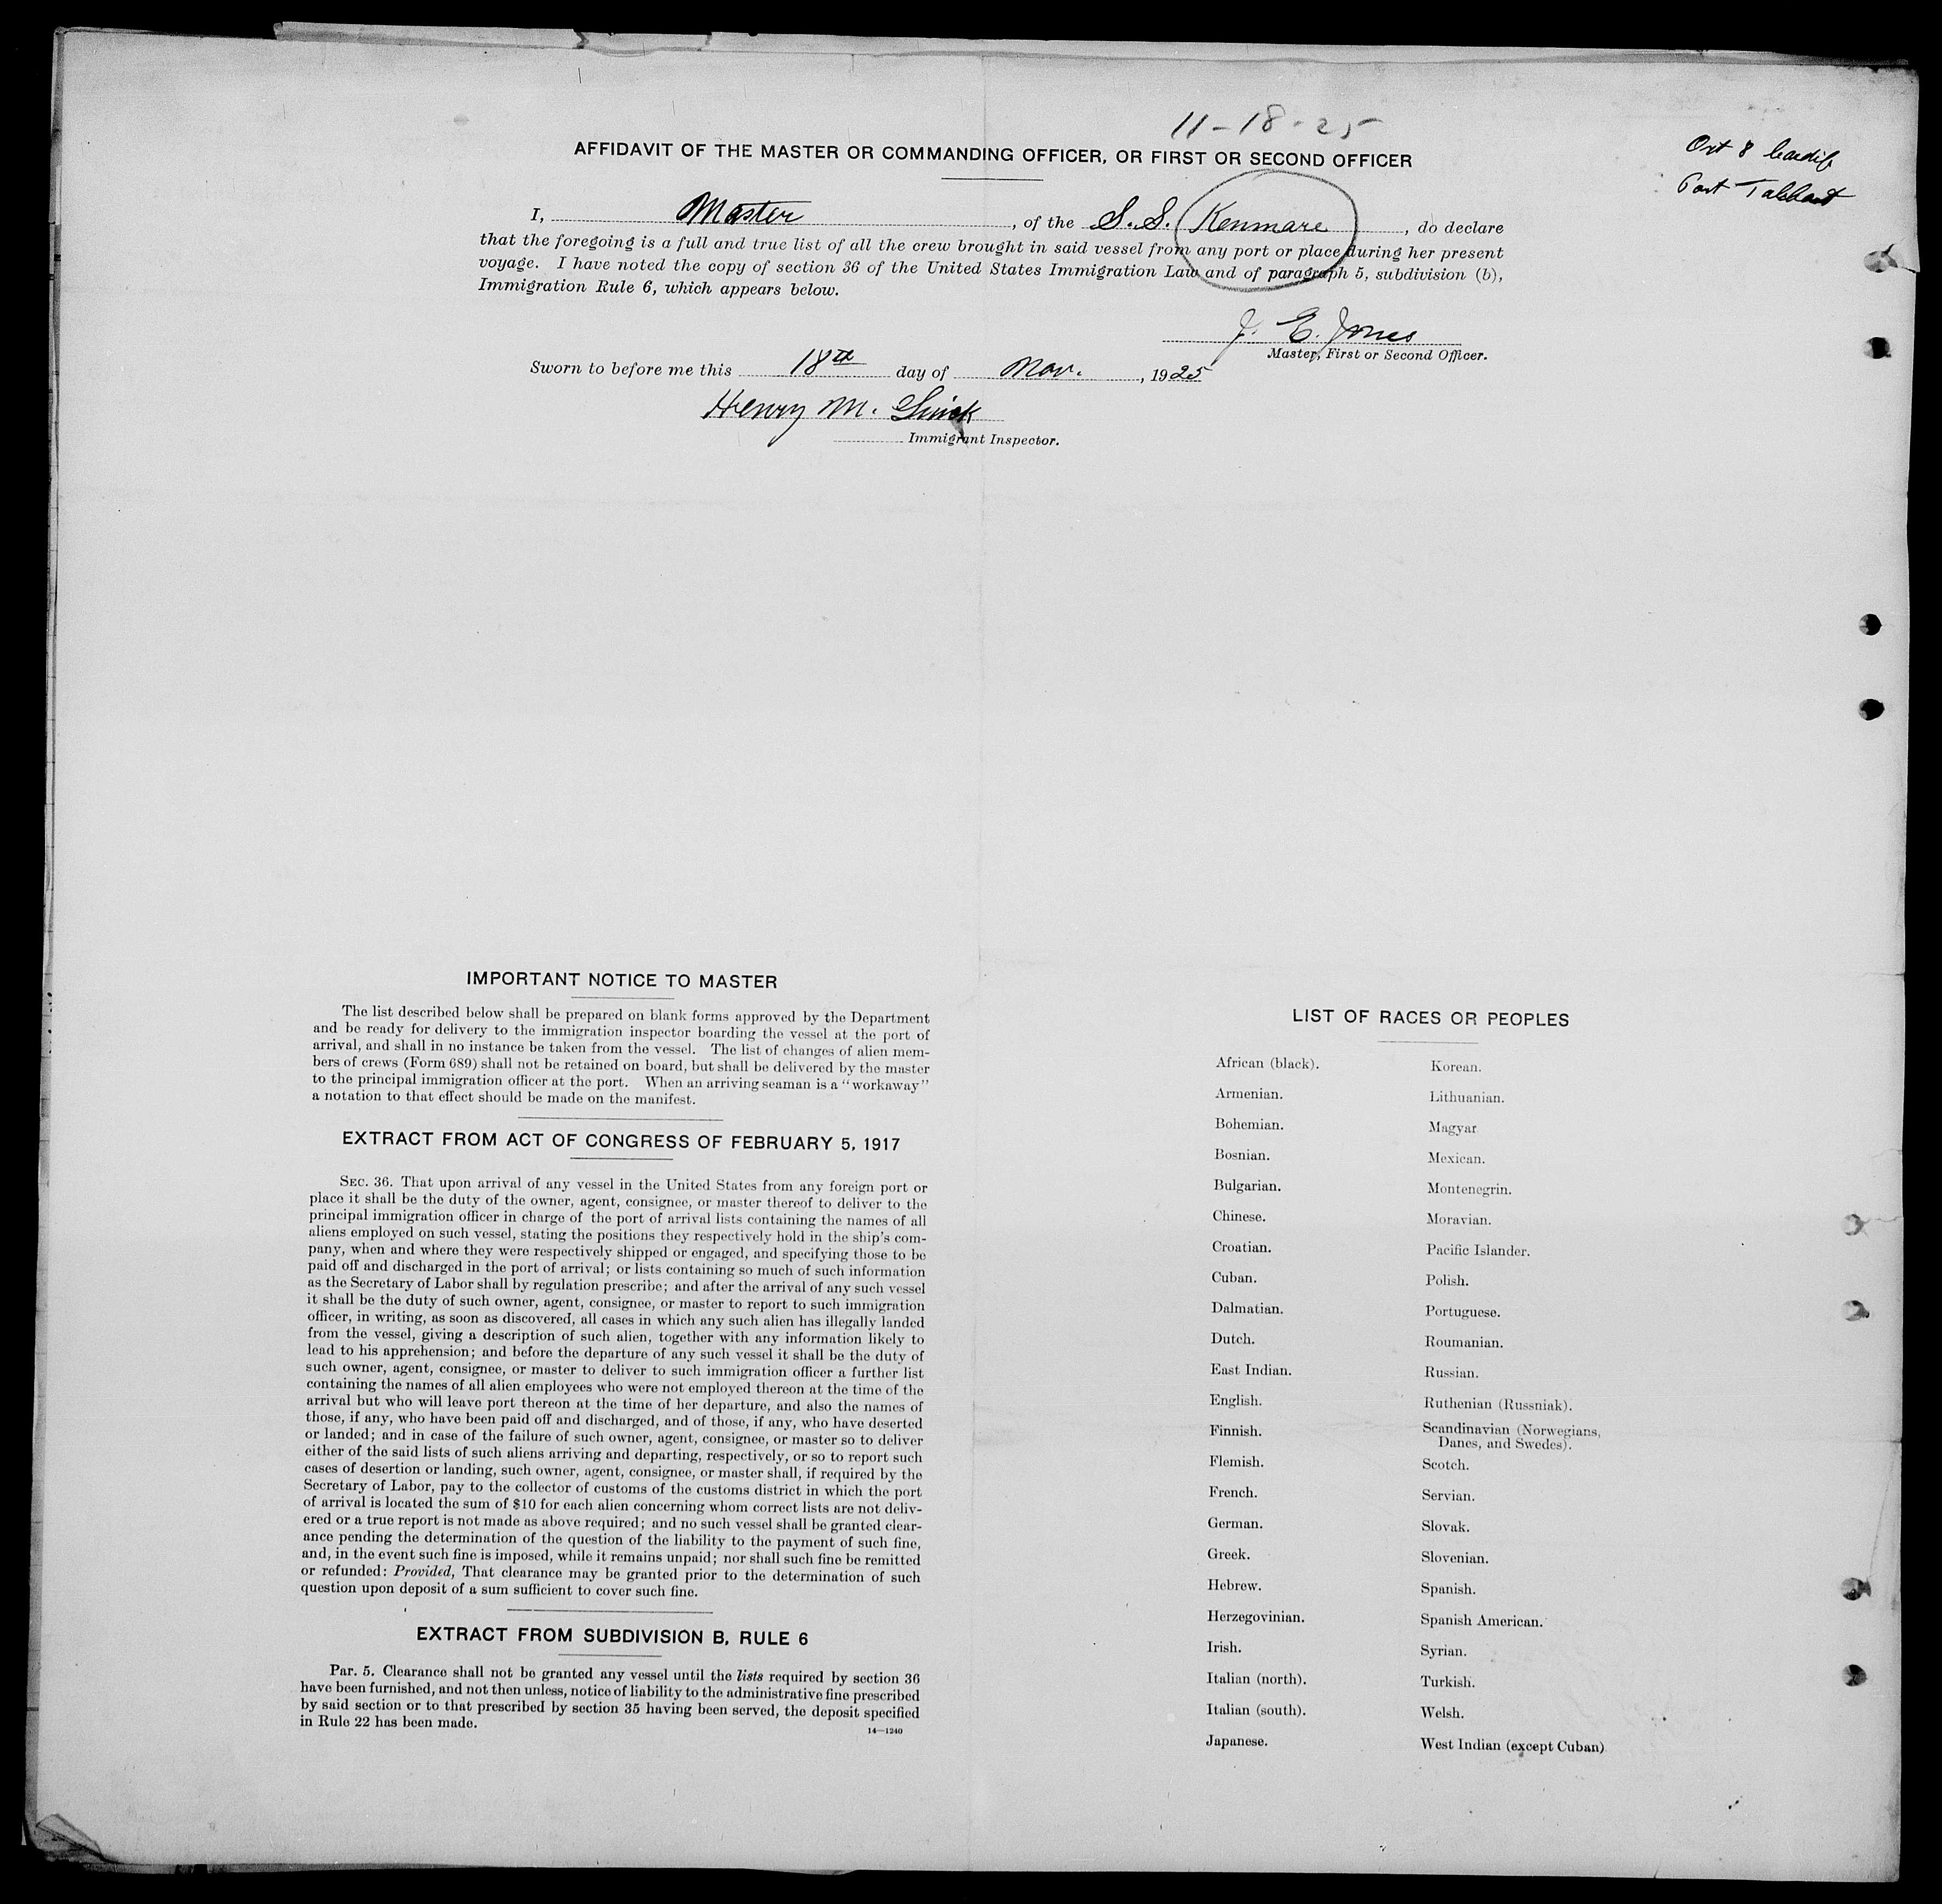 11-18-25
AFFIDAVIT OF THE MASTER OR COMMANDING OFFICER, OR FIRST OR SECOND OFFICER
Oct 8 Cardiff
Port Talbot
I, Master, of the S.S. Kenmare, do declare
that the foregoing is a full and true list of all the crew brought in said vessel from any port or place during her present
voyage. I have noted the copy of section 36 of the United States Immigration Law and of paragraph 5, subdivision (b),
Immigration Rule 6, which appears below.
J. E. Jones
Master, First or Second Officer.
Sworn to before me this 18th day of Nov., 1925
Henry M.
Immigrant Inspector.
IMPORTANT NOTICE TO MASTER
The list described below shall be prepared on blank forms approved by the Department
and be ready for delivery to the immigration inspector boarding the vessel at the port of
arrival, and shall in no instance be taken from the vessel. The list of changes of alien mem-
bers of crews (Form 689) shall not be retained on board, but shall be delivered by the master
to the principal immigration officer at the port. When an arriving seaman is a "workaway"
a notation to that effect should be made on the manifest.
EXTRACT FROM ACT OF CONGRESS OF FEBRUARY 5, 1917
SEC. 36. That upon arrival of any vessel in the United States from any foreign port or
place it shall be the duty of the owner, agent, consignee, or master thereof to deliver to the
principal immigration officer in charge of the port of arrival lists containing the names of all
aliens employed on such vessel, stating the positions they respectively hold in the ship's com-
pany, when and where they were respectively shipped or engaged, and specifying those to be
paid off and discharged in the port of arrival; or lists containing so much of such information
as the Secretary of Labor shall by regulation prescribe; and after the arrival of any such vessel
it shall be the duty of such owner, agent, consignee, or master to report to such immigration
officer, in writing, as soon as discovered, all cases in which any such alien has illegally landed
from the vessel, giving a description of such alien, together with any information likely to
lead to his apprehension; and before the departure of any such vessel it shall be the duty of
such owner, agent, consignee, or master to deliver to such immigration officer a further list
containing the names of all alien employees who were not employed thereon at the time of the
arrival but who will leave port thereon at the time of her departure, and also the names of
those, if any, who have been paid off and discharged, and of those, if any, who have deserted
or landed; and in case of the failure of such owner, agent, consignee, or master so to deliver
either of the said lists of such aliens arriving and departing, respectively, or so to report such
cases of desertion or landing, such owner, agent, consignee, or master shall, if required by the
Secretary of Labor, pay to the collector of customs of the customs district in which the port
of arrival is located the sum of $10 for each alien concerning whom correct lists are not deliv-
ered or a true report is not made as above required; and no such vessel shall be granted clear-
ance pending the determination of the question of the liability to the payment of such fine,
and, in the event such fine is imposed, while it remains unpaid; nor shall such fine be remitted
or refunded: Provided, That clearance may be granted prior to the determination of such
question upon deposit of a sum sufficient to cover such fine.
EXTRACT FROM SUBDIVISION B, RULE 6
Par. 5. Clearance shall not be granted any vessel until the lists required by section 36
have been furnished, and not then unless, notice of liability to the administrative fine prescribed
by said section or to that prescribed by section 35 having been served, the deposit specified
in Rule 22 has been made.
14—1240
LIST OF RACES OR PEOPLES
African (black).
Armenian.
Bohemian.
Bosnian.
Bulgarian.
Chinese.
Croatian.
Cuban.
Dalmatian.
Dutch.
East Indian.
English.
Finnish.
Flemish.
French.
German.
Greek.
Hebrew.
Herzegovinian.
Irish.
Italian (north).
Italian (south).
Japanese.
Korean.
Lithuanian.
Magyar
Mexican.
Montenegrin.
Moravian.
Pacific Islander.
Polish.
Portuguese.
Roumanian.
Russian.
Ruthenian (Russniak).
Scandinavian (Norwegians,
Danes, and Swedes).
Scotch.
Servian.
Slovak.
Slovenian.
Spanish.
Spanish American.
Syrian.
Turkish.
Welsh.
West Indian (except Cuban)